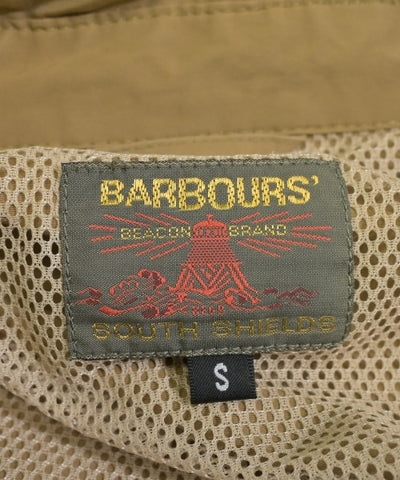 BARBOURS'
BEACON BRAND
SOUTH SHIELDS
S